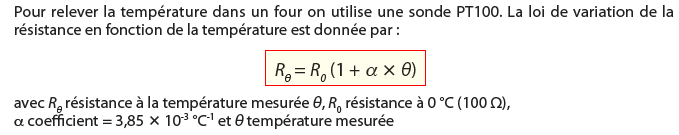 Pour relever la température dans un four on utilise une sonde PT100. La loi de variation de la
résistance en fonction de la température est donnée par :
R_θ = R_0 (1 + α × θ)
avec R_θ résistance à la température mesurée θ, R_0 résistance à 0 °C (100 Ω),
α coefficient = 3,85 × 10⁻³ °C⁻¹ et θ température mesurée